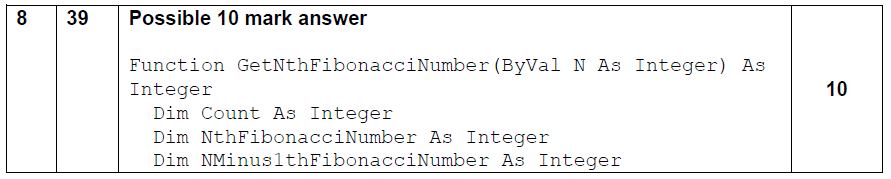 8 39 Possible 10 mark answer
Function GetNthFibonacciNumber(ByVal N As Integer) As
Integer
10
Dim Count As Integer
Dim NthFibonacciNumber As Integer
Dim NMinus1thFibonacciNumber As Integer